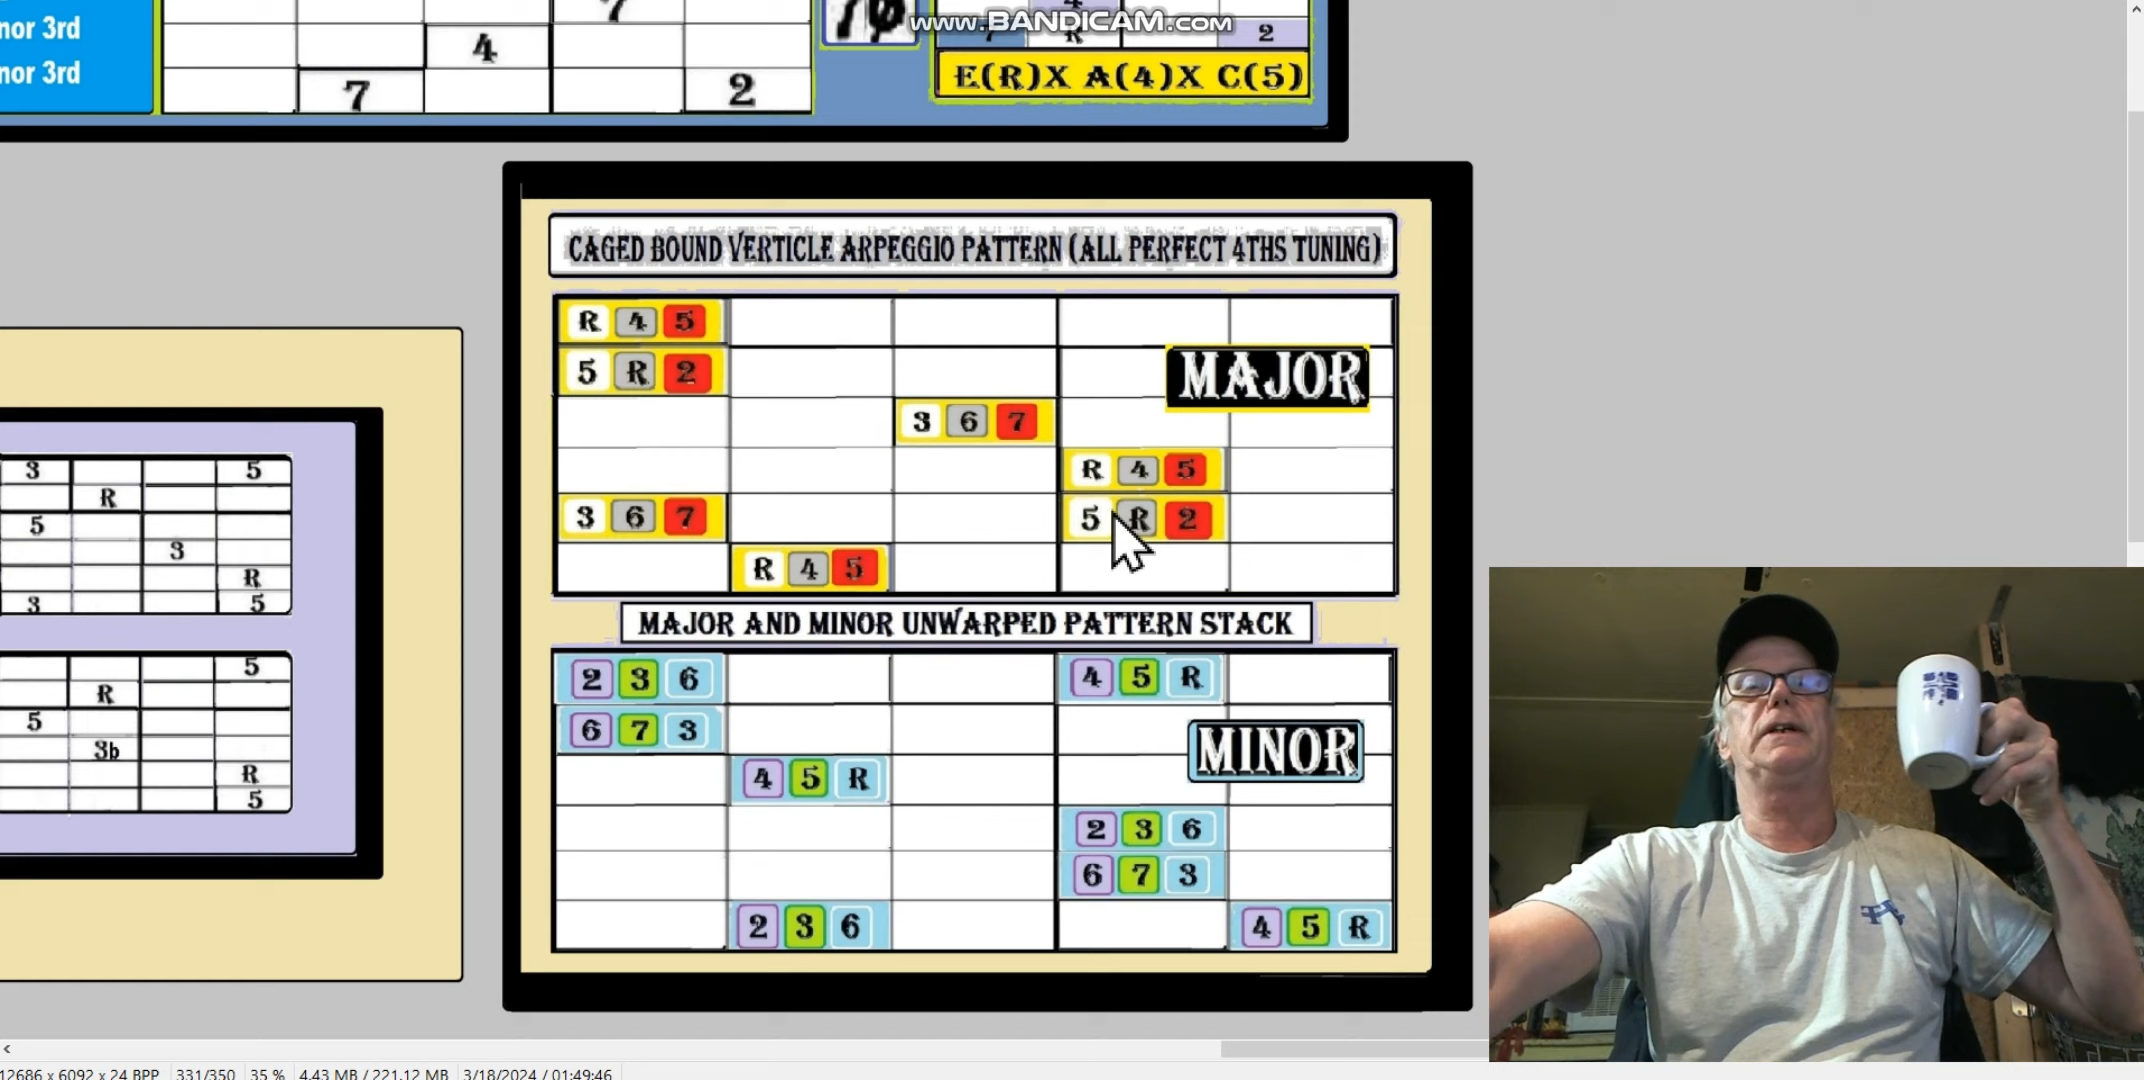 nor 3rd
nor 3rd
7
4
7
2
www.BANDICAM.com
4
7 R 2
E(R)X A(4)X C(5)
CAGED BOUND VERTICLE ARPEGGIO PATTERN (ALL PERFECT 4THS TUNING)
R 4 5
5 R 2
MAJOR
3 6 7
R 4 5
3 6 7
5 R 2
R 4 5
MAJOR AND MINOR UNWARPED PATTERN STACK
2 3 6
4 5 R
6 7 3
MINOR
4 5 R
2 3 6
6 7 3
2 3 6
4 5 R
3 5
R
5
3
R
3 5
5
R
5
3b
R
5
12686 x 6092 x 24 BPP 331/350 35 % 4.43 MB / 221.12 MB 3/18/2024 / 01:49:46